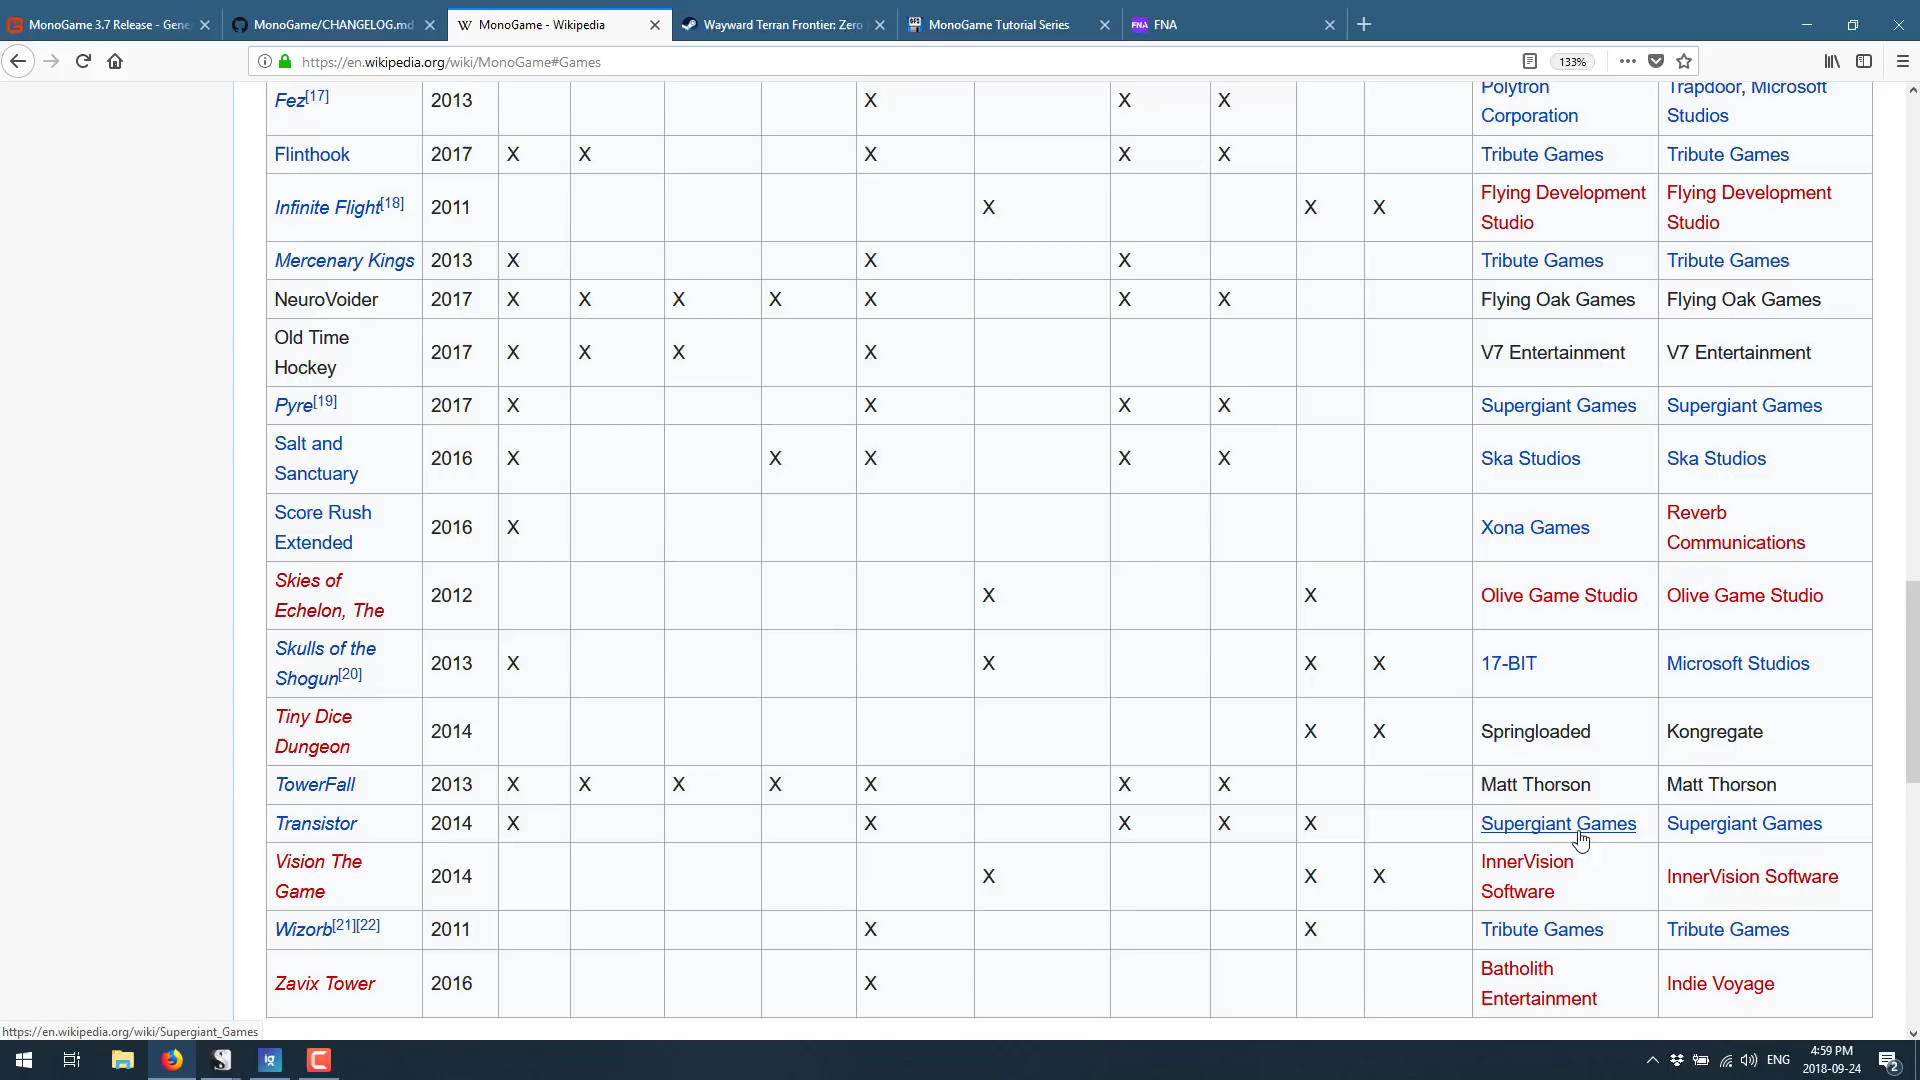 MonoGame 3.7 Release - Gene
MonoGame/CHANGELOG.md
MonoGame - Wikipedia
Wayward Terran Frontier: Zero
MonoGame Tutorial Series
FNA FNA
https://en.wikipedia.org/wiki/MonoGame#Games
133%
Fez[17] 2013 X X X Polytron Corporation Trapdoor, Microsoft Studios
Flinthook 2017 X X X X X Tribute Games Tribute Games
Infinite Flight[18] 2011 X X X Flying Development Studio Flying Development Studio
Mercenary Kings 2013 X X X Tribute Games Tribute Games
NeuroVoider 2017 X X X X X X X Flying Oak Games Flying Oak Games
Old Time Hockey 2017 X X X X V7 Entertainment V7 Entertainment
Pyre[19] 2017 X X X X Supergiant Games Supergiant Games
Salt and Sanctuary 2016 X X X X X Ska Studios Ska Studios
Score Rush Extended 2016 X Xona Games Reverb Communications
Skies of Echelon, The 2012 X X Olive Game Studio Olive Game Studio
Skulls of the Shogun[20] 2013 X X X X 17-BIT Microsoft Studios
Tiny Dice Dungeon 2014 X X Springloaded Kongregate
TowerFall 2013 X X X X X X X Matt Thorson Matt Thorson
Transistor 2014 X X X X X Supergiant Games Supergiant Games
Vision The Game 2014 X X X InnerVision Software InnerVision Software
Wizorb[21][22] 2011 X X Tribute Games Tribute Games
Zavix Tower 2016 X Batholith Entertainment Indie Voyage
https://en.wikipedia.org/wiki/Supergiant_Games
ig
ENG
4:59 PM
2018-09-24
2